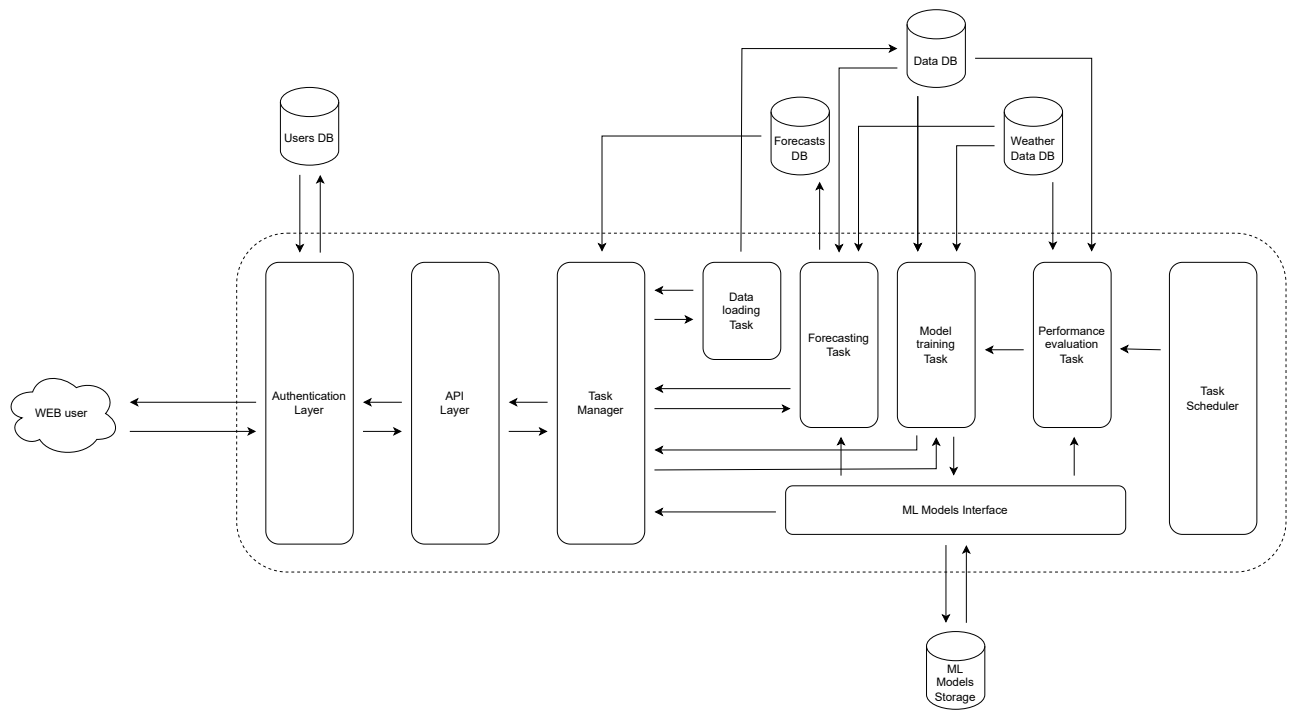 Data DB
Users DB
Forecasts
DB
Weather
Data DB
WEB user
Authentication
Layer
API
Layer
Task
Manager
Data
loading
Task
Forecasting
Task
Model
training
Task
Performance
evaluation
Task
Task
Scheduler
ML Models Interface
ML
Models
Storage